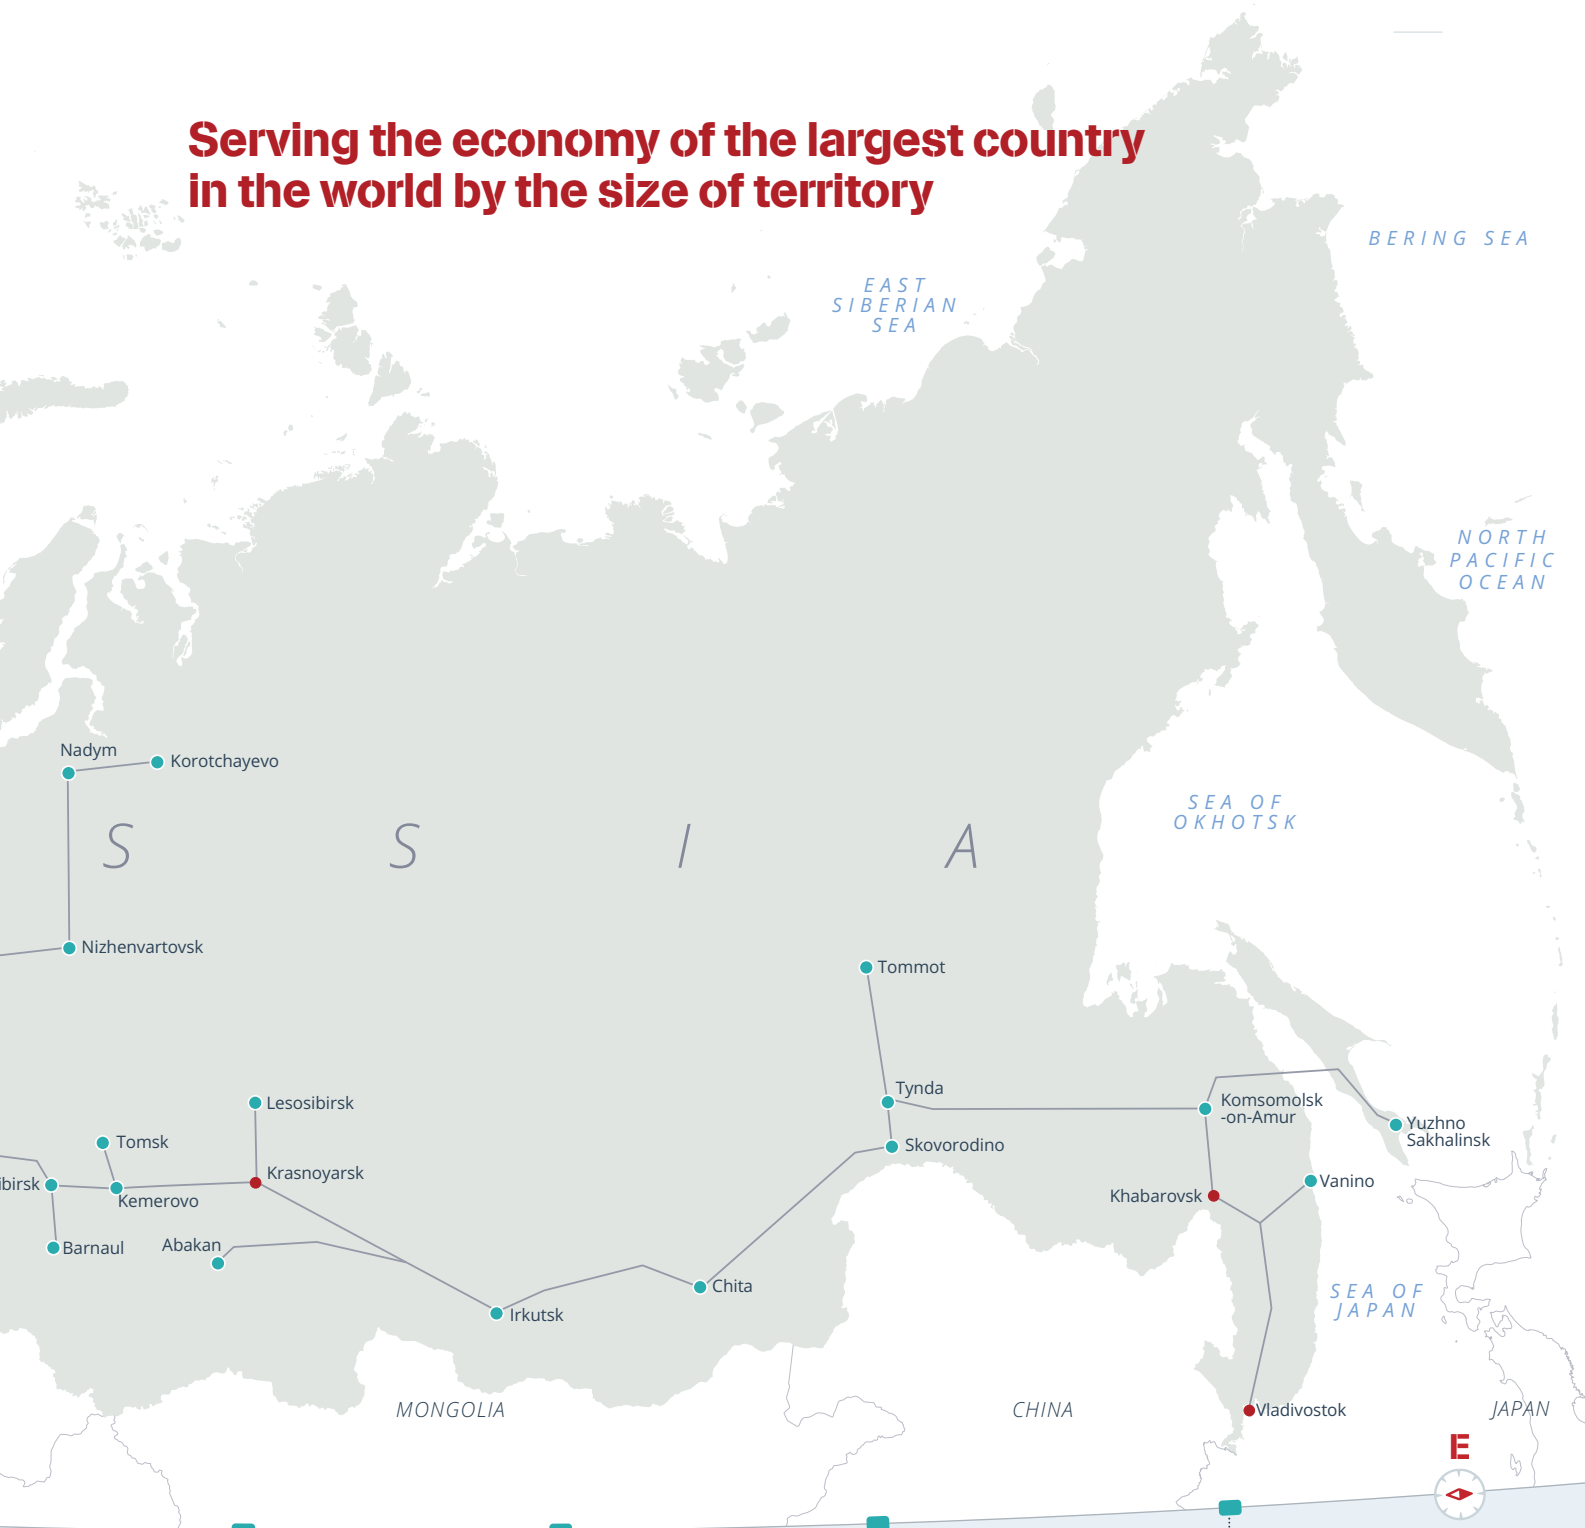 Serving the economy of the largest country
in the world by the size of territory
BERING SEA
EAST
SIBERIAN
SEA
NORTH
PACIFIC
OCEAN
Nadym
Korotchayevo
SEA OF
OKHOTSK
S S I A
Nizhenvartovsk
Tommot
Tynda
Lesosibirsk
Komsomolsk
-on-Amur
Yuzhno
Sakhalinsk
Tomsk
Skovorodino
Krasnoyarsk
ibirsk
Kemerovo
Khabarovsk
Vanino
Barnaul
Abakan
Chita
Irkutsk
SEA OF
JAPAN
MONGOLIA
CHINA
Vladivostok
JAPAN
E